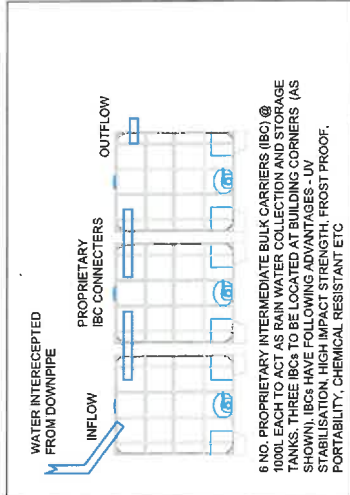 WATER INTERECEPTED
FROM DOWNPIPE
INFLOW
PROPRIETARY
IBC CONNECTERS
OUTFLOW
6 NO. PROPRIETARY INTERMEDIATE BULK CARRIERS (IBC) @
1000L EACH TO ACT AS RAIN WATER COLLECTION AND STORAGE
TANKS. THREE IBCs TO BE LOCATED AT BUILDING CORNERS (AS
SHOWN). IBCs HAVE FOLLOWING ADVANTAGES - UV
STABILISATION, HIGH IMPACT STRENGTH, FROST PROOF,
PORTABILITY, CHEMICAL RESISTANT ETC